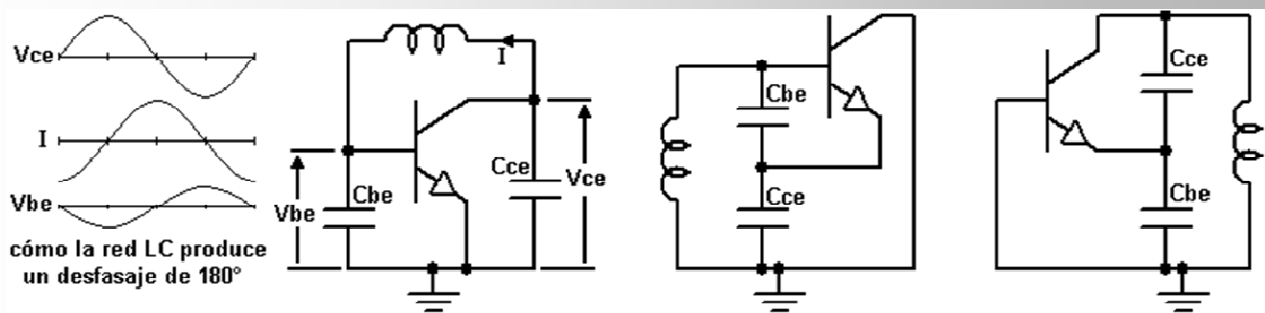 Vce
I
Vbe
cómo la red LC produce
un desfasaje de 180°
I
Vbe
Cbe
Cce
Vce
Cbe
Cce
Cce
Cbe